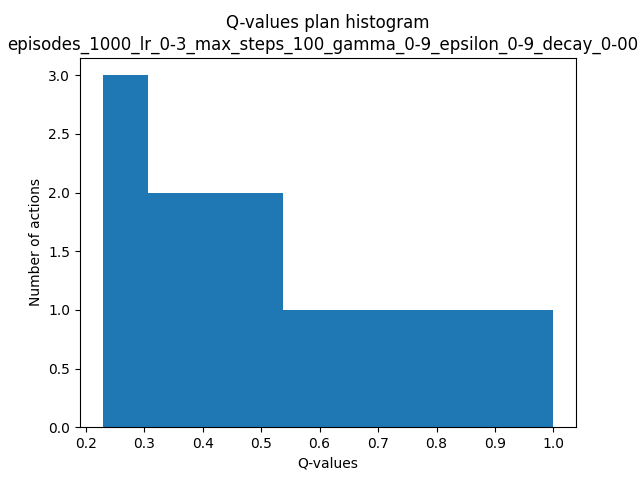 Q-values plan histogram
episodes_1000_lr_0-3_max_steps_100_gamma_0-9_epsilon_0-9_decay_0-00
3.0
2.5
2.0
1.5
1.0
0.5
0.0
Number of actions
0.2 0.3 0.4 0.5 0.6 0.7 0.8 0.9 1.0
Q-values